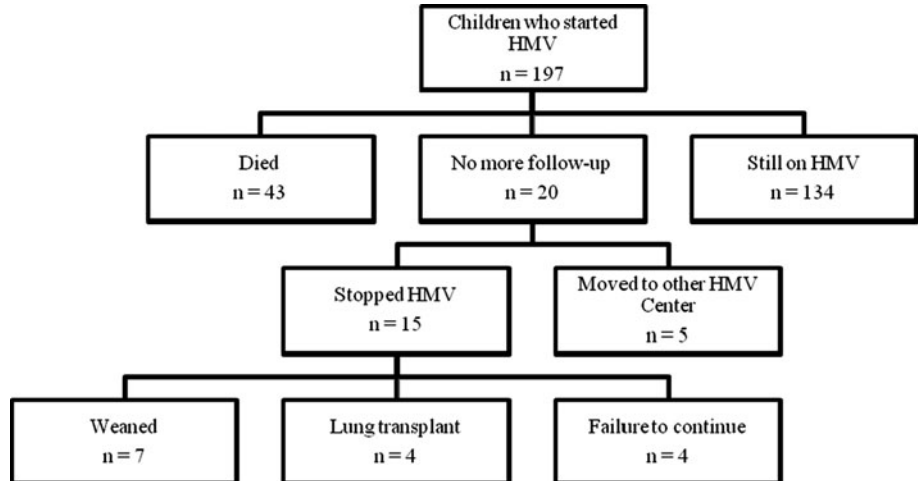 Children who started
HMV
n = 197
Died
n = 43
No more follow-up
n = 20
Still on HMV
n = 134
Stopped HMV
n = 15
Moved to other HMV
Center
n = 5
Weaned
n = 7
Lung transplant
n = 4
Failure to continue
n = 4